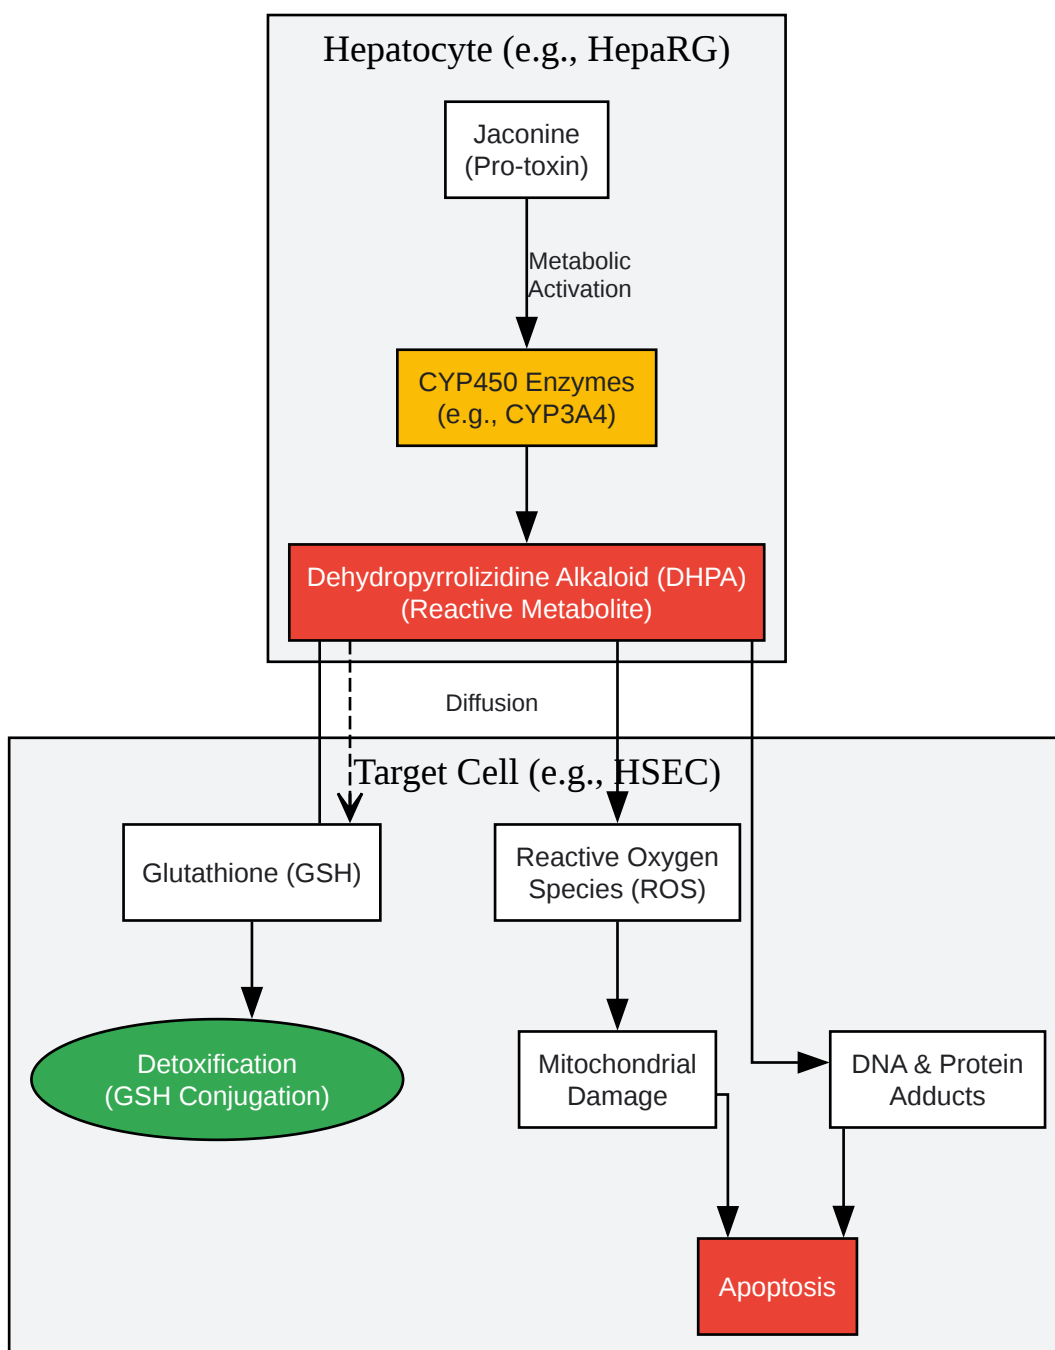 Hepatocyte (e.g., HepaRG)
Jaconine
(Pro-toxin)
Metabolic
Activation
CYP450 Enzymes
(e.g., CYP3A4)
Dehydropyrrolizidine Alkaloid (DHPA)
(Reactive Metabolite)
Diffusion
Target Cell (e.g., HSEC)
Glutathione (GSH)
Reactive Oxygen
Species (ROS)
Detoxification
(GSH Conjugation)
Mitochondrial
Damage
DNA & Protein
Adducts
Apoptosis